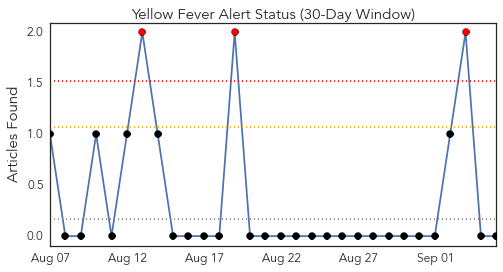 Yellow Fever Alert Status (30-Day Window)
Articles Found
2.0
1.5
1.0
0.5
0.0
Aug 07 Aug 12 Aug 17 Aug 22 Aug 27 Sep 01